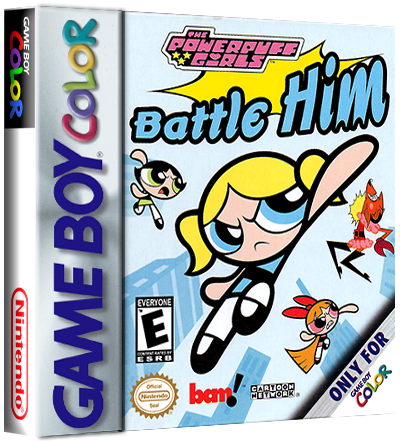 GAME BOY
COLOR
Nintendo
GAME BOY COLOR
THE
POWERPUFF
GIRLS
Battle Him
EVERYONE
E
CONTENT RATED BY
ESRB
Official
Nintendo
Seal
bam!
CARTOON
NETWORK
ONLY FOR
GAME BOY
COLOR